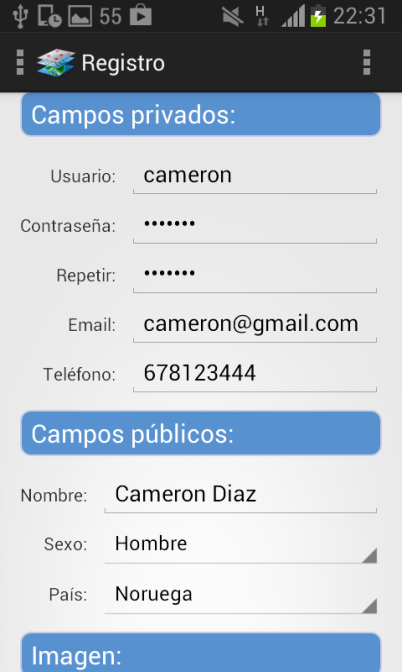 55 H 22:31
Registro
Campos privados:
Usuario: cameron
Contraseña: •••••••
Repetir: •••••••
Email: cameron@gmail.com
Teléfono: 678123444
Campos públicos:
Nombre: Cameron Diaz
Sexo: Hombre
País: Noruega
Imagen: